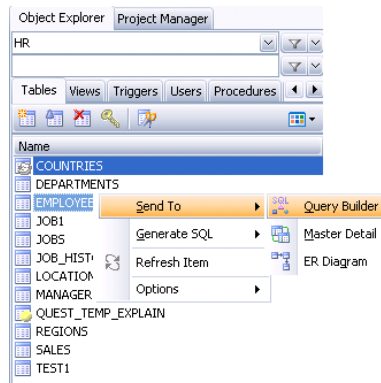 Object Explorer Project Manager
HR
Tables Views Triggers Users Procedures
Name
COUNTRIES
DEPARTMENTS
EMPLOYEE
JOB1
JOBS
JOB_HIST
LOCATION
MANAGER
QUEST_TEMP_EXPLAIN
REGIONS
SALES
TEST1
Send To
Generate SQL
Refresh Item
Options
SQL Query Builder
Master Detail
ER Diagram